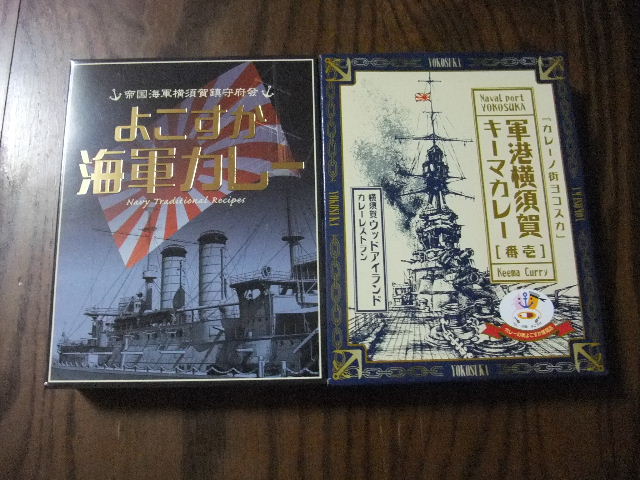 帝国海軍横須賀鎮守府会
よこすか
海軍カレー
Navy Traditional Recipes
YOKOSUKA
YOKOSUKA
YOKOSUKA
YOKOSUKA
Naval port
YOKOSUKA
「カレーノ街ヨコスカ」
軍港横須賀
キーマカレー
[壱番]
Keema Curry
横須賀ウッドアイランド
カレーレストラン